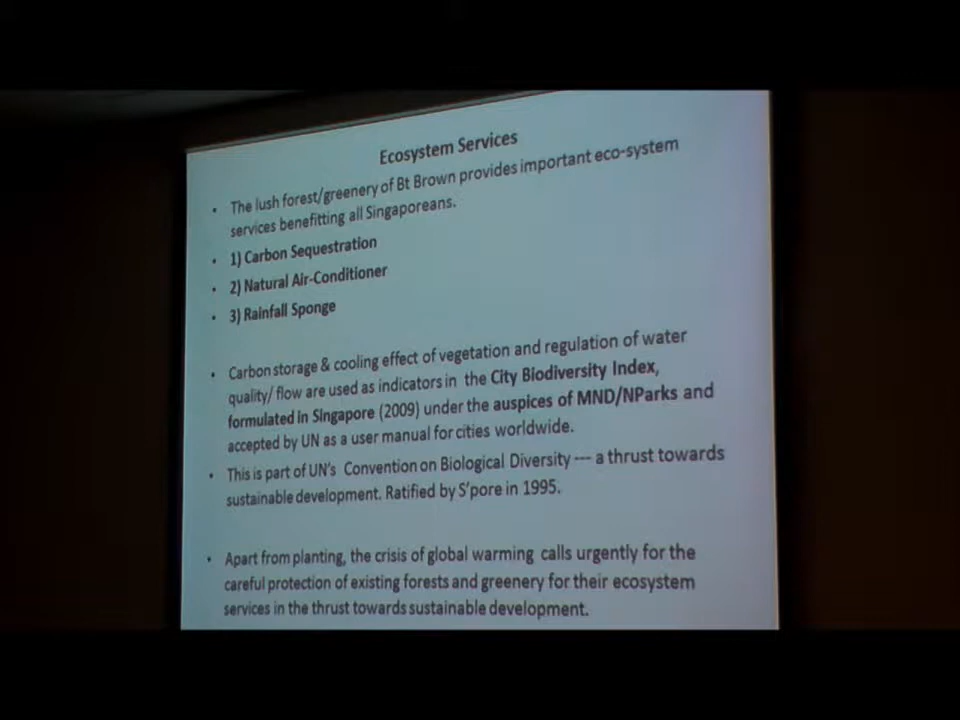 Ecosystem Services
• The lush forest/greenery of Bt Brown provides important eco-system
services benefitting all Singaporeans.
• 1) Carbon Sequestration
• 2) Natural Air-Conditioner
• 3) Rainfall Sponge
• Carbon storage & cooling effect of vegetation and regulation of water
quality/ flow are used as indicators in the City Biodiversity Index,
formulated in Singapore (2009) under the auspices of MND/NParks and
accepted by UN as a user manual for cities worldwide.
• This is part of UN's Convention on Biological Diversity --- a thrust towards
sustainable development. Ratified by S'pore in 1995.
• Apart from planting, the crisis of global warming calls urgently for the
careful protection of existing forests and greenery for their ecosystem
services in the thrust towards sustainable development.